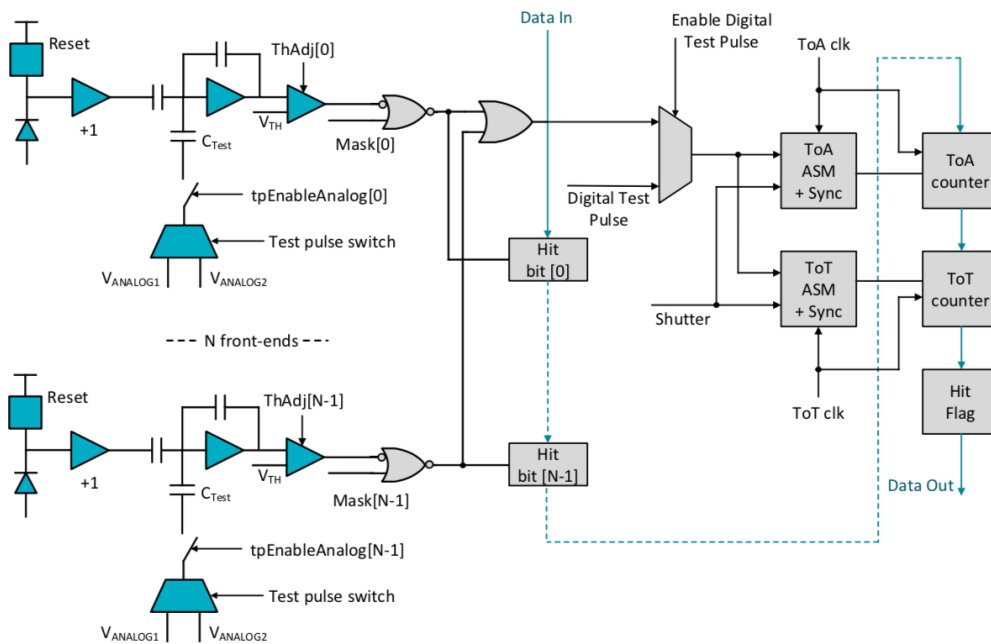 Reset
+1
C_Test
ThAdj[0]
V_TH
Mask[0]
tpEnableAnalog[0]
Test pulse switch
V_ANALOG1
V_ANALOG2
Data In
Hit
bit [0]
Enable Digital
Test Pulse
Digital Test
Pulse
Shutter
ToA clk
ToA
ASM
+ Sync
ToA
counter
ToT
ASM
+ Sync
ToT
counter
ToT clk
Hit
Flag
Data Out
N front-ends
Reset
+1
C_Test
ThAdj[N-1]
V_TH
Mask[N-1]
Hit
bit [N-1]
tpEnableAnalog[N-1]
Test pulse switch
V_ANALOG1
V_ANALOG2